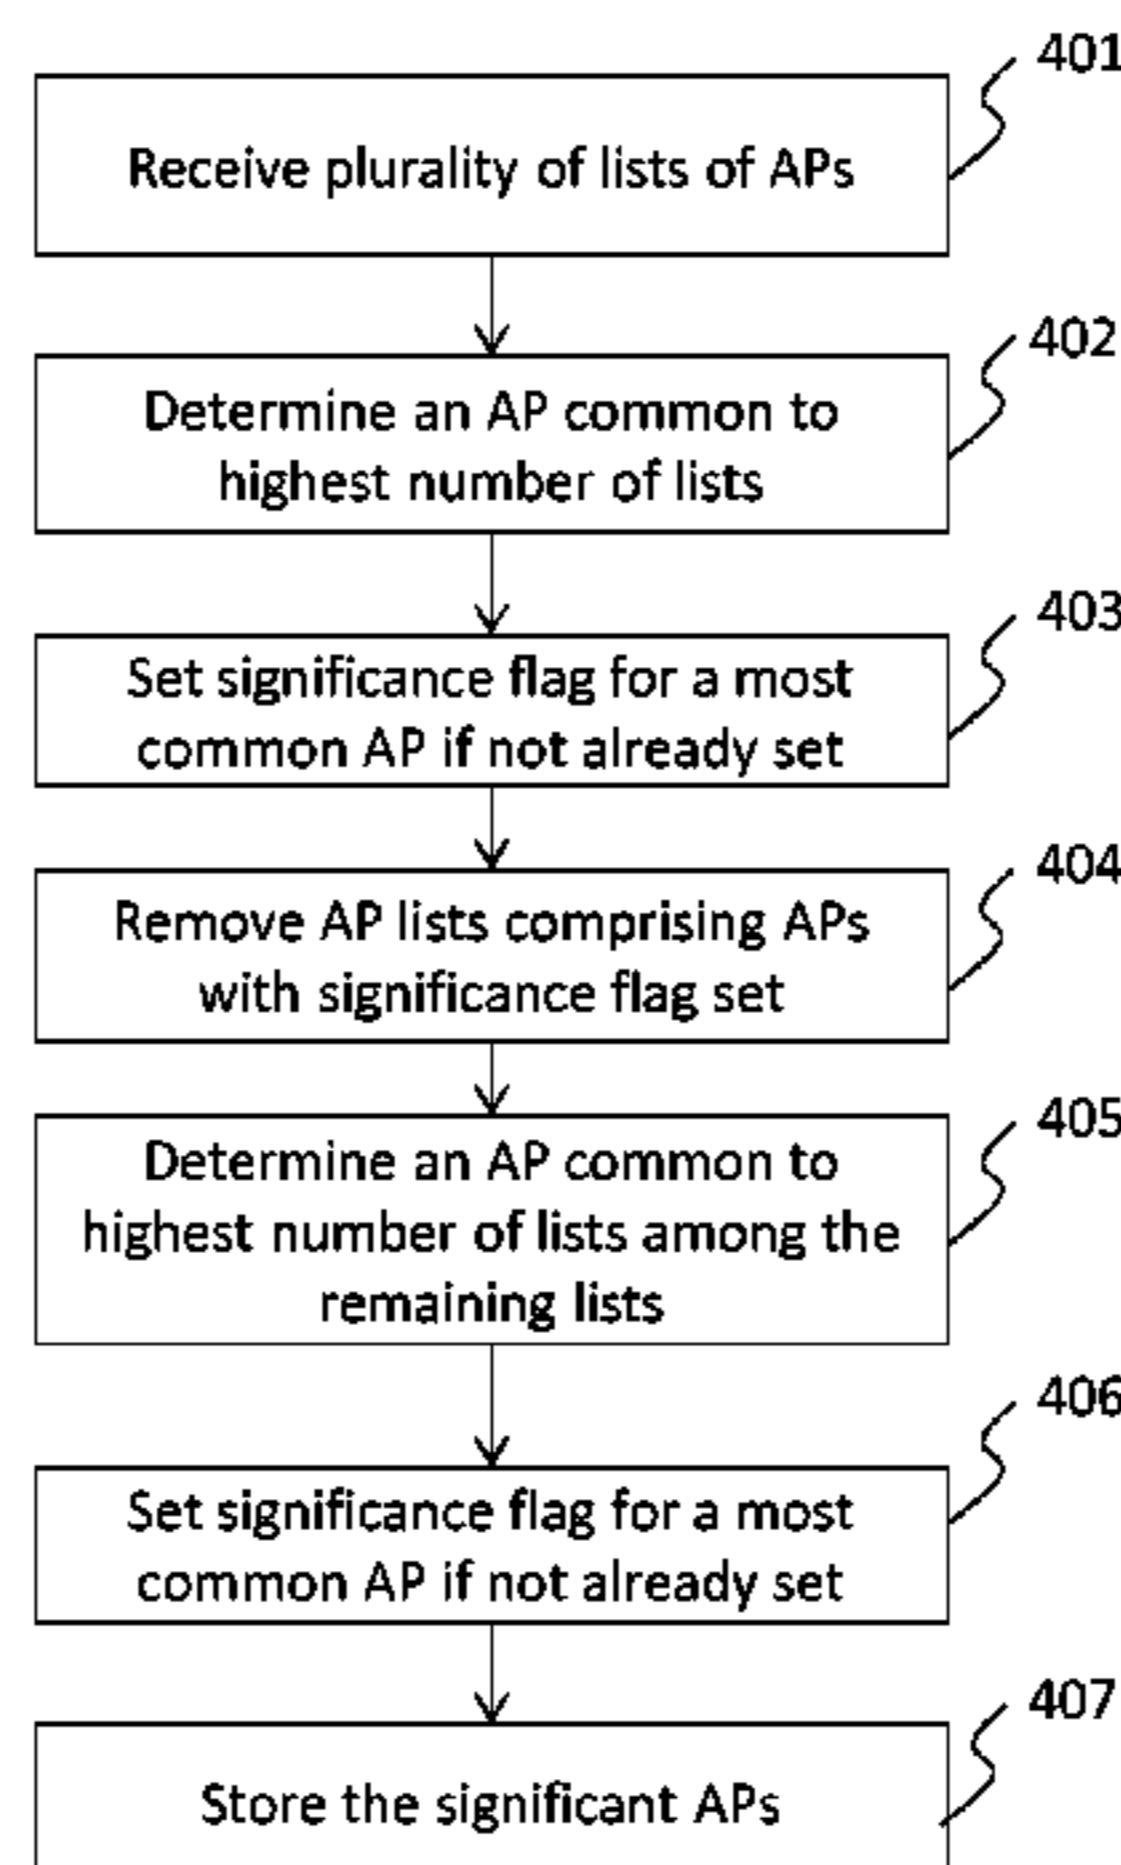 401
Receive plurality of lists of APs
402
Determine an AP common to
highest number of lists
403
Set significance flag for a most
common AP if not already set
404
Remove AP lists comprising APs
with significance flag set
405
Determine an AP common to
highest number of lists among the
remaining lists
406
Set significance flag for a most
common AP if not already set
407
Store the significant APs